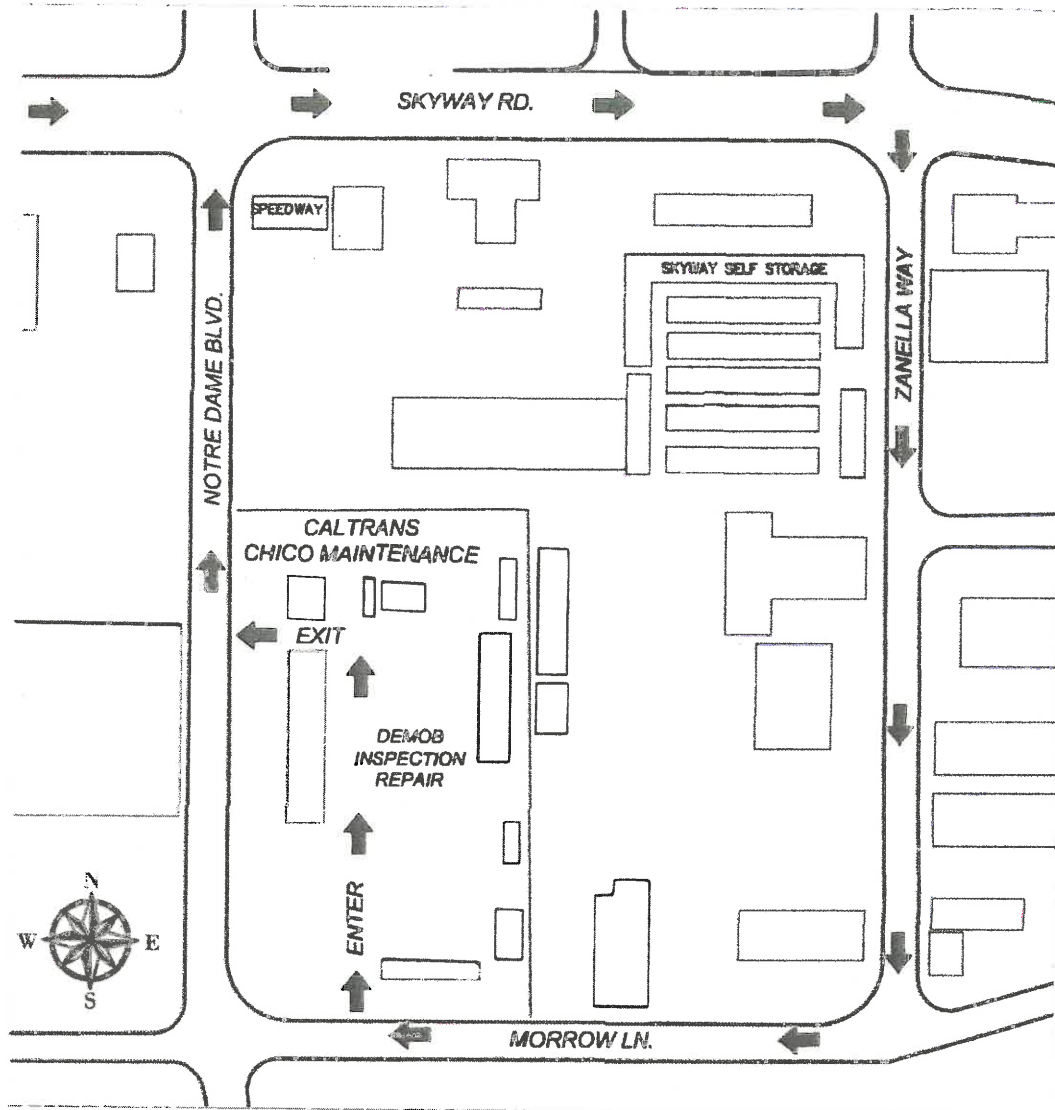 SKYWAY RD.
SPEEDWAY
SKYWAY SELF STORAGE
NOTRE DAME BLVD.
ZANELLA WAY
CALTRANS
CHICO MAINTENANCE
EXIT
DEMOB
INSPECTION
REPAIR
ENTER
N
W E
S
MORROW LN.